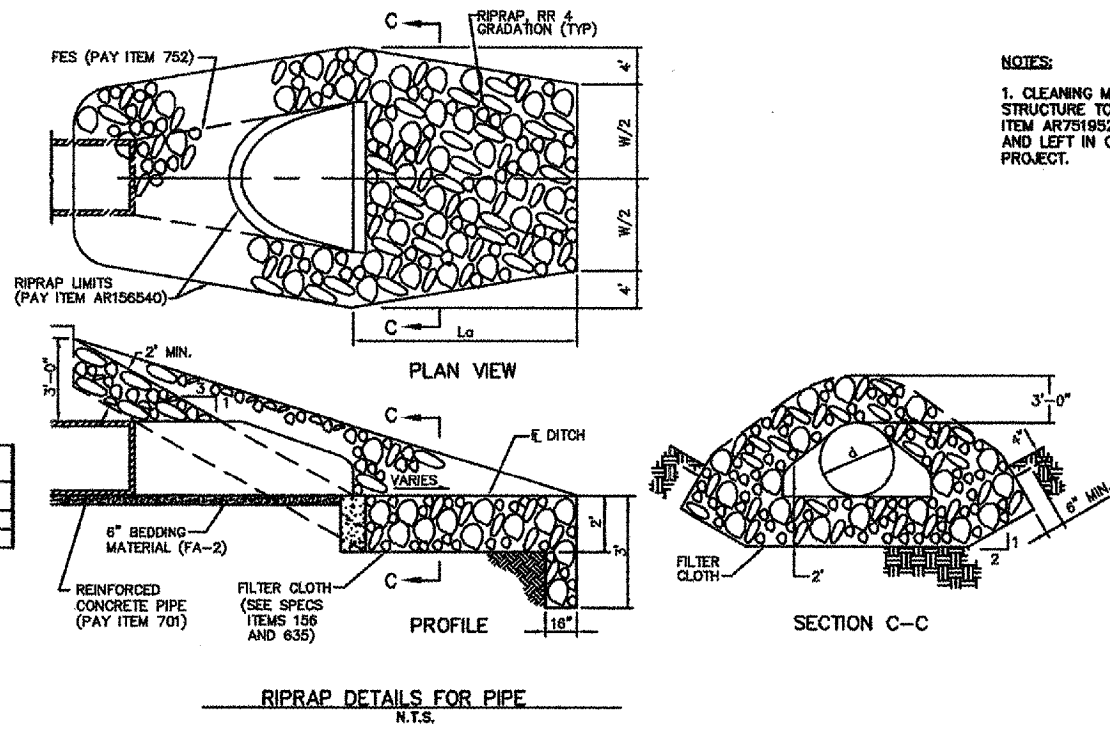 C
RIPRAP, RR 4
GRADATION (TYP)
FES (PAY ITEM 752)
4'
W/2
W/2
4'
RIPRAP LIMITS
(PAY ITEM AR156540)
C
La
PLAN VIEW
NOTES:
1. CLEANING M
STRUCTURE TO
ITEM AR751952
AND LEFT IN
PROJECT.
3'-0"
2' MIN.
3
1
C
VARIES
℄ DITCH
2'
3'
6" BEDDING
MATERIAL (FA-2)
REINFORCED
CONCRETE PIPE
(PAY ITEM 701)
FILTER CLOTH
(SEE SPECS
ITEMS 156
AND 635)
C
PROFILE
16"
3'-0"
d
6" MIN.
1
2
FILTER
CLOTH
2'
SECTION C-C
RIPRAP DETAILS FOR PIPE
N.T.S.